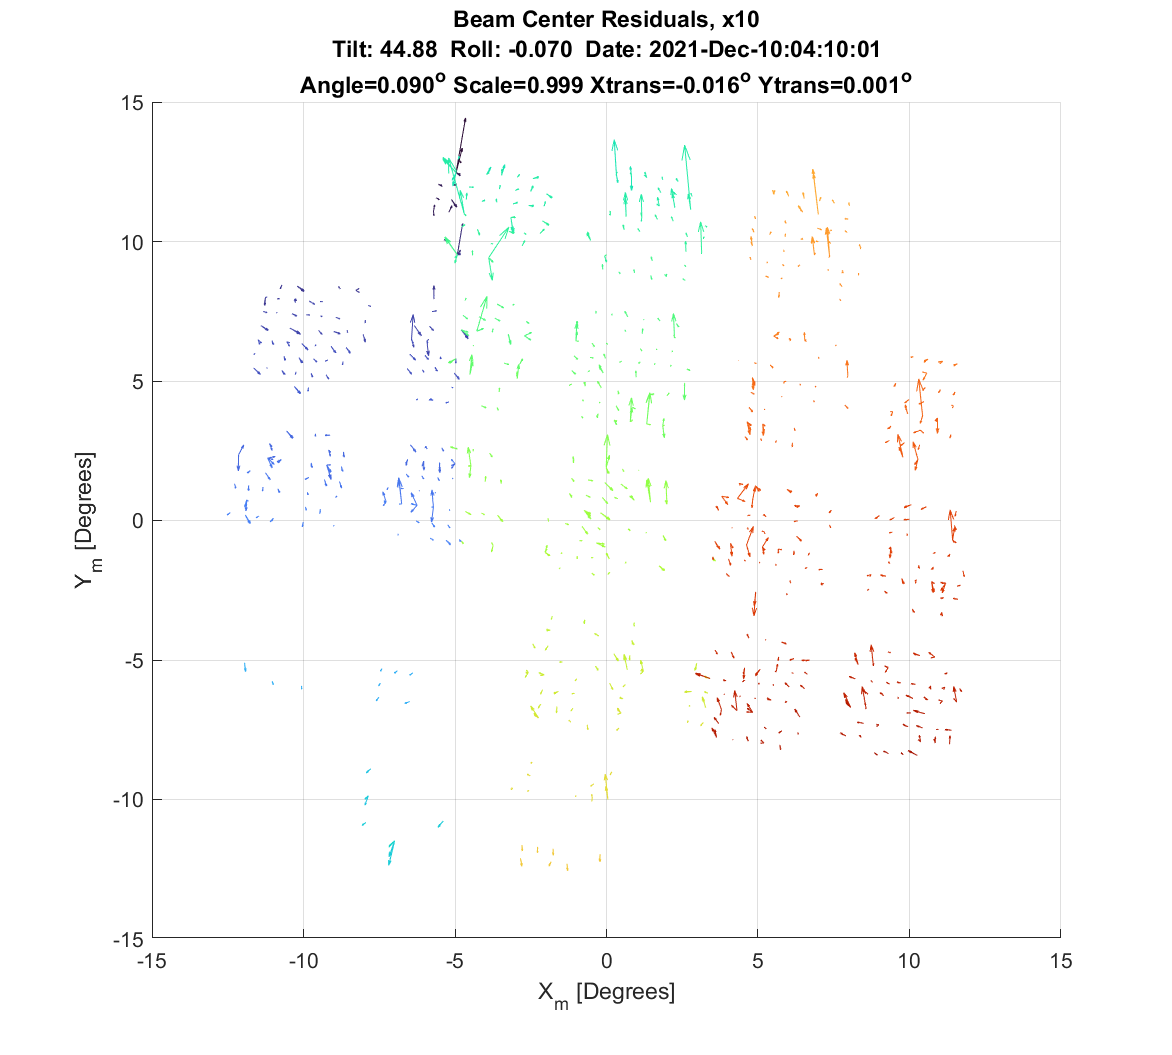 Beam Center Residuals, x10
Tilt: 44.88  Roll: -0.070  Date: 2021-Dec-10:04:10:01
Angle=0.090° Scale=0.999 Xtrans=-0.016° Ytrans=0.001°
15
10
5
0
-5
-10
-15
Y_m [Degrees]
-15 -10 -5 0 5 10 15
X_m [Degrees]